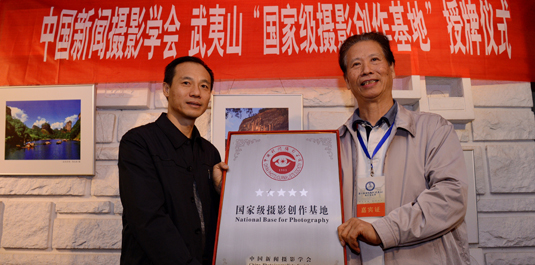 中国新闻摄影学会 武夷山“国家级摄影创作基地”授牌仪式
国家级摄影创作基地
National Base for Photography
中国新闻摄影学会